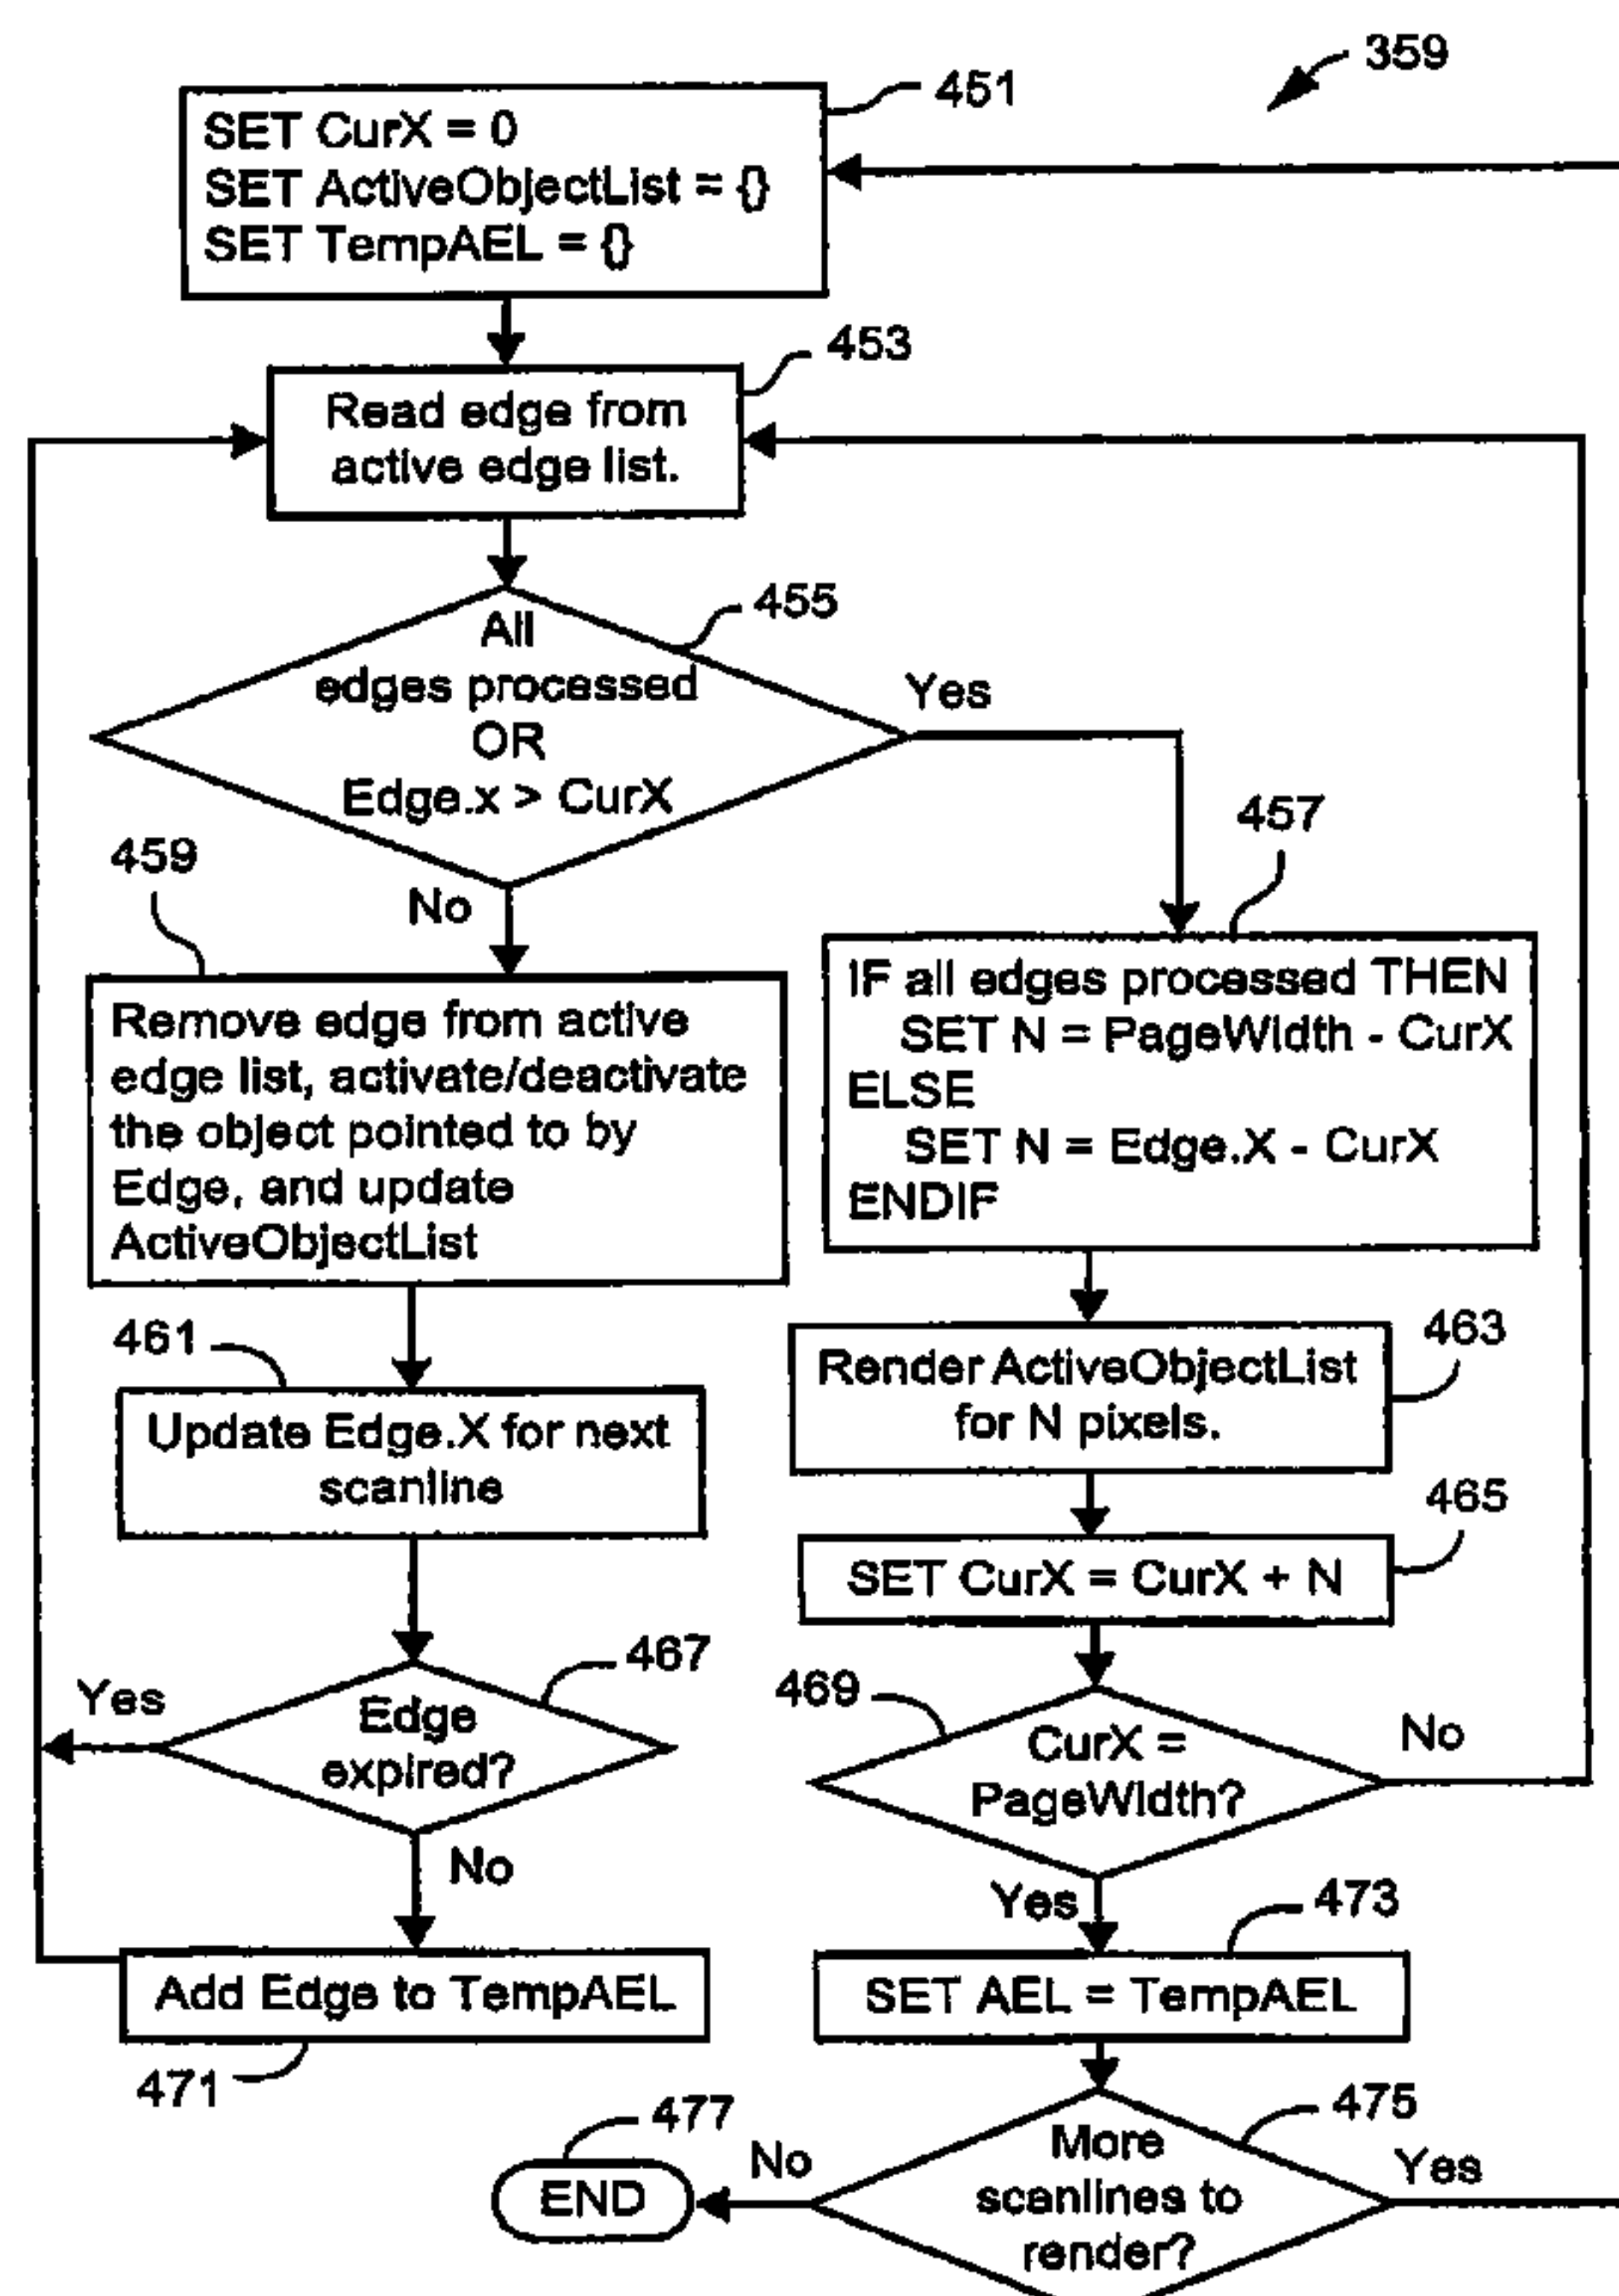 359
451
SET CurX = 0
SET ActiveObjectList = {}
SET TempAEL = {}
453
Read edge from
active edge list.
455
All
edges processed
OR
Edge.x > CurX
Yes
No
457
IF all edges processed THEN
SET N = PageWidth - CurX
ELSE
SET N = Edge.X - CurX
ENDIF
459
Remove edge from active
edge list, activate/deactivate
the object pointed to by
Edge, and update
ActiveObjectList
461
Update Edge.X for next
scanline
463
Render ActiveObjectList
for N pixels.
465
SET CurX = CurX + N
467
Edge
expired?
Yes
No
469
CurX =
PageWidth?
No
Yes
Add Edge to TempAEL
471
473
SET AEL = TempAEL
475
More
scanlines to
render?
Yes
No
477
END